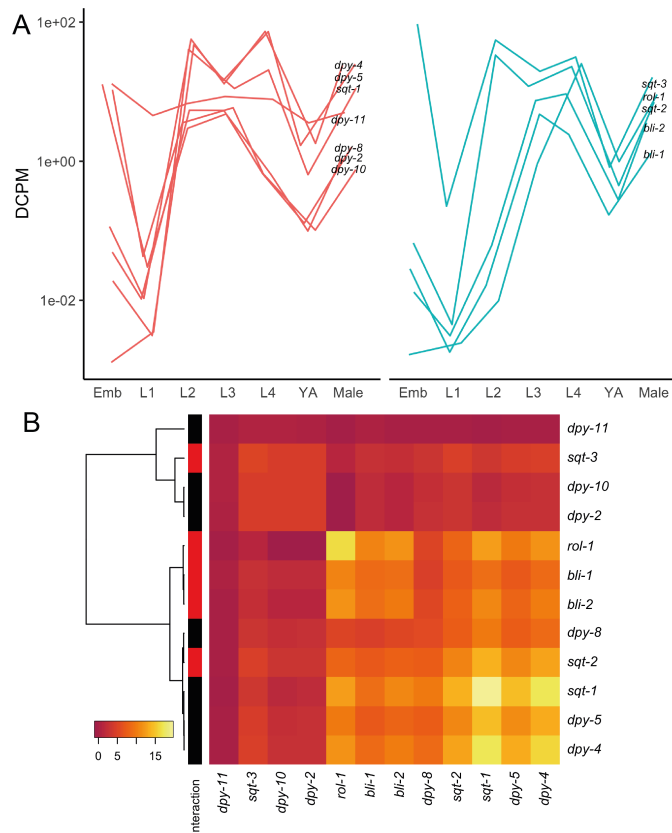 A
1e+02
1e+00
1e-02
DCPM
dpy-4
dpy-5
sqt-1
dpy-11
dpy-8
dpy-2
dpy-10
sqt-3
rol-1
sqt-2
bli-2
bli-1
Emb L1 L2 L3 L4 YA Male
Emb L1 L2 L3 L4 YA Male
B
dpy-11
sqt-3
dpy-10
dpy-2
rol-1
bli-1
bli-2
dpy-8
sqt-2
sqt-1
dpy-5
dpy-4
0 5 15
nteraction
dpy-11
sqt-3
dpy-10
dpy-2
rol-1
bli-1
bli-2
dpy-8
sqt-2
sqt-1
dpy-5
dpy-4